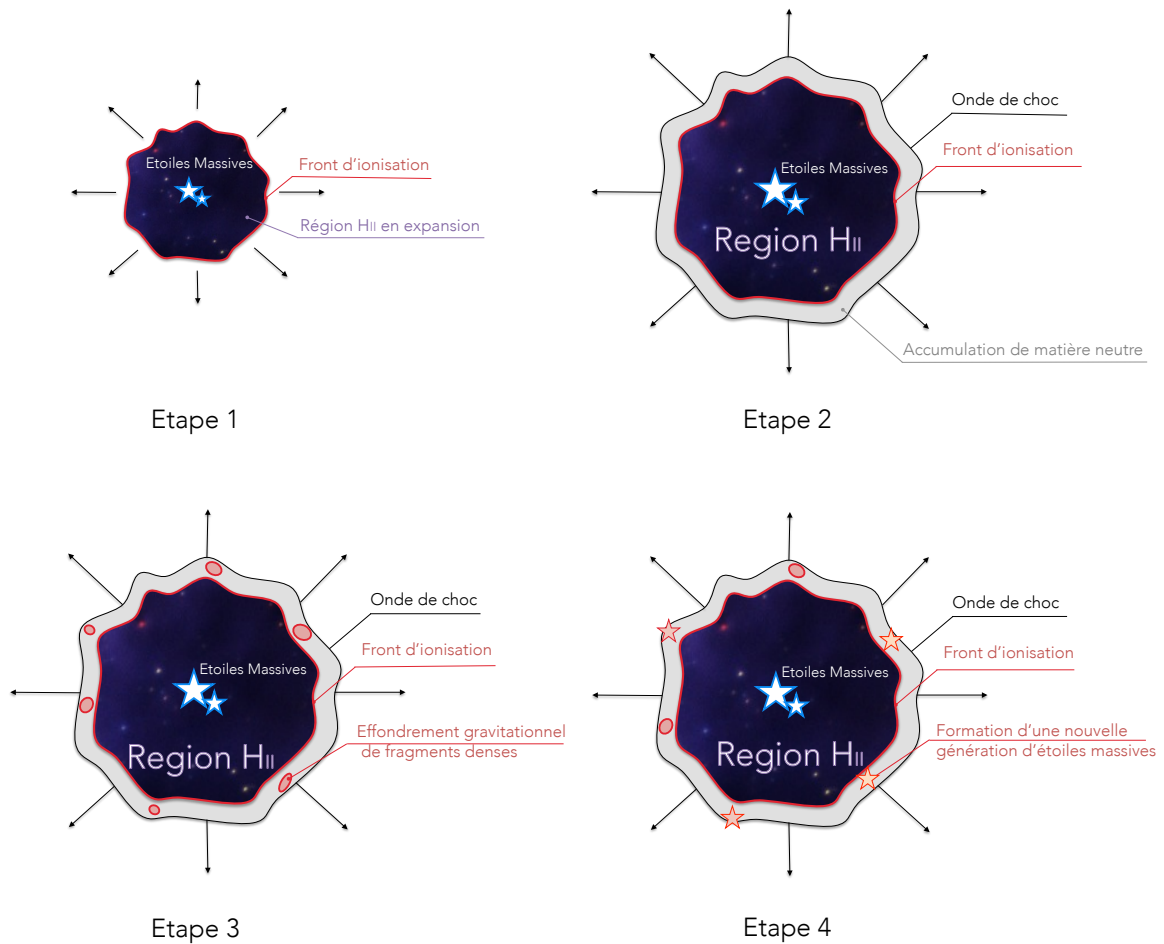 Etoiles Massives
Front d'ionisation
Région HII en expansion
Etape 1
Onde de choc
Front d'ionisation
Etoiles Massives
Region HII
Accumulation de matière neutre
Etape 2
Onde de choc
Front d'ionisation
Etoiles Massives
Effondrement gravitationnel
de fragments denses
Region HII
Etape 3
Onde de choc
Front d'ionisation
Etoiles Massives
Formation d'une nouvelle
génération d'étoiles massives
Region HII
Etape 4